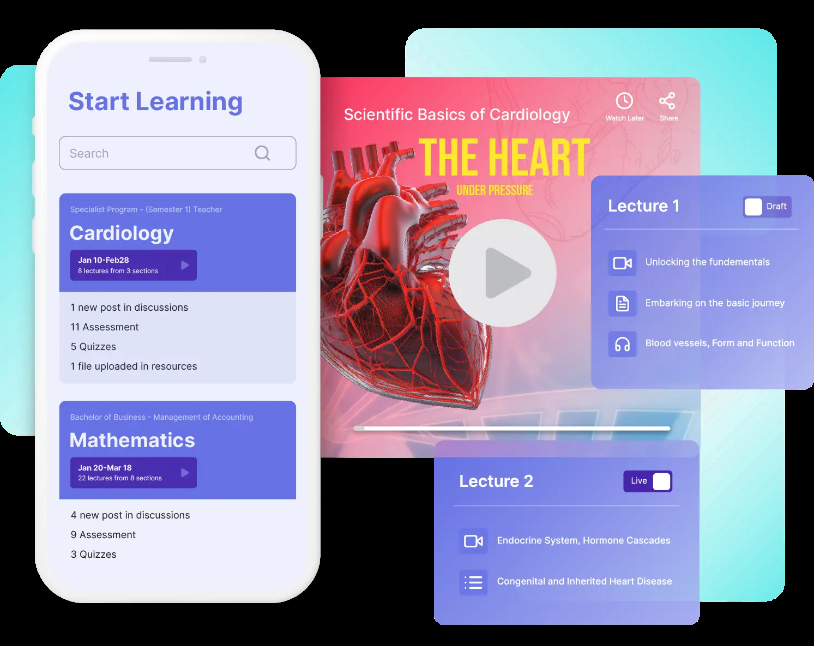 Start Learning
Search
Specialist Program - (Semester 1) Teacher
Cardiology
Jan 10-Feb28
8 lectures from 3 sections
1 new post in discussions
11 Assessment
5 Quizzes
1 file uploaded in resources
Bachelor of Business - Management of Accounting
Mathematics
Jan 20-Mar 18
22 lectures from 8 sections
4 new post in discussions
9 Assessment
3 Quizzes
Scientific Basics of Cardiology
Watch Later
Share
THE HEART
UNDER PRESSURE
Lecture 1
Draft
Unlocking the fundementals
Embarking on the basic journey
Blood vessels, Form and Function
Lecture 2
Live
Endocrine System, Hormone Cascades
Congenital and Inherited Heart Disease